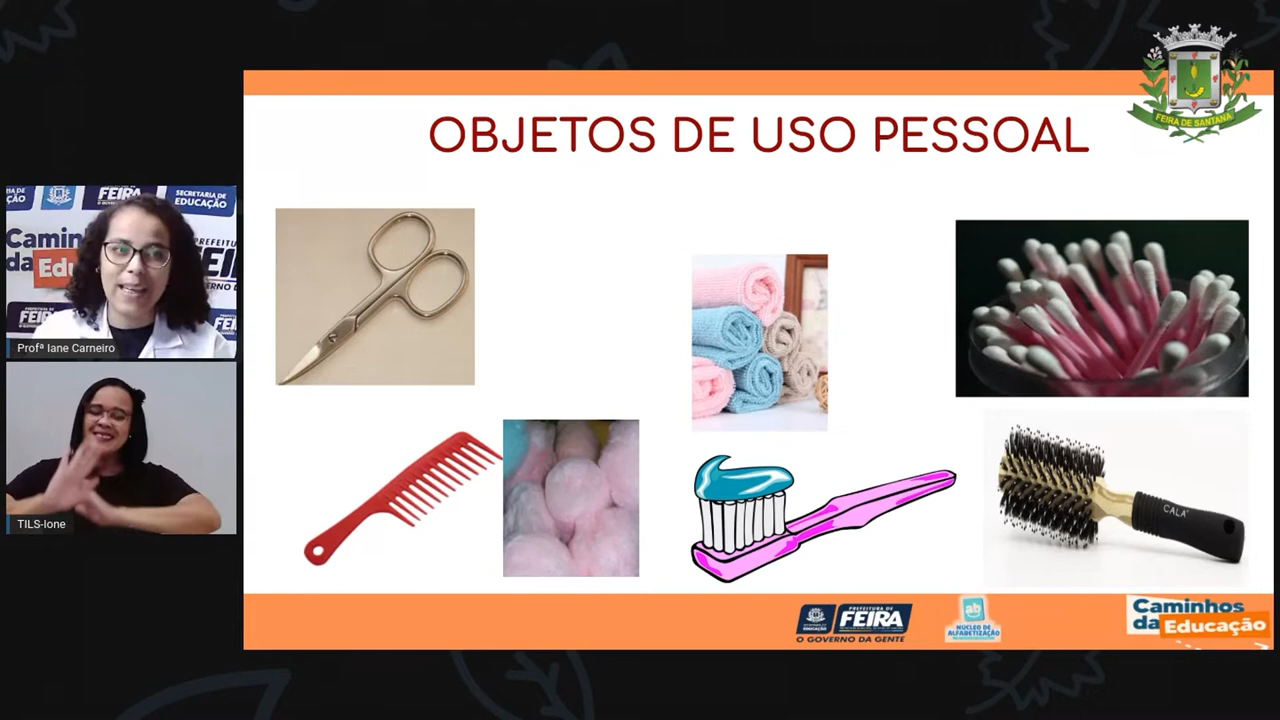 OBJETOS DE USO PESSOAL
FEIRA DE SANTANA
FEIRA
SECRETARIA DE
EDUCAÇÃO
Profª Iane Carneiro
TILS-Ione
CALA
PREFEITURA DE
FEIRA
O GOVERNO DA GENTE
ab
NÚCLEO DE
ALFABETIZAÇÃO
Caminhos
da Educação